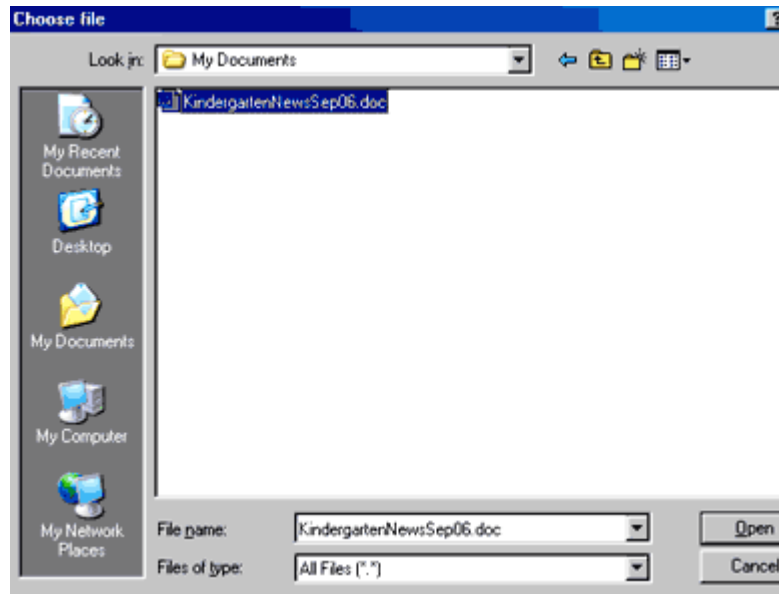 Choose file
?
Look in:
My Documents
KindergartenNewsSep06.doc
My Recent
Documents
Desktop
My Documents
My Computer
My Network
Places
File name:
KindergartenNewsSep06.doc
Open
Files of type:
All Files (*.*)
Cancel